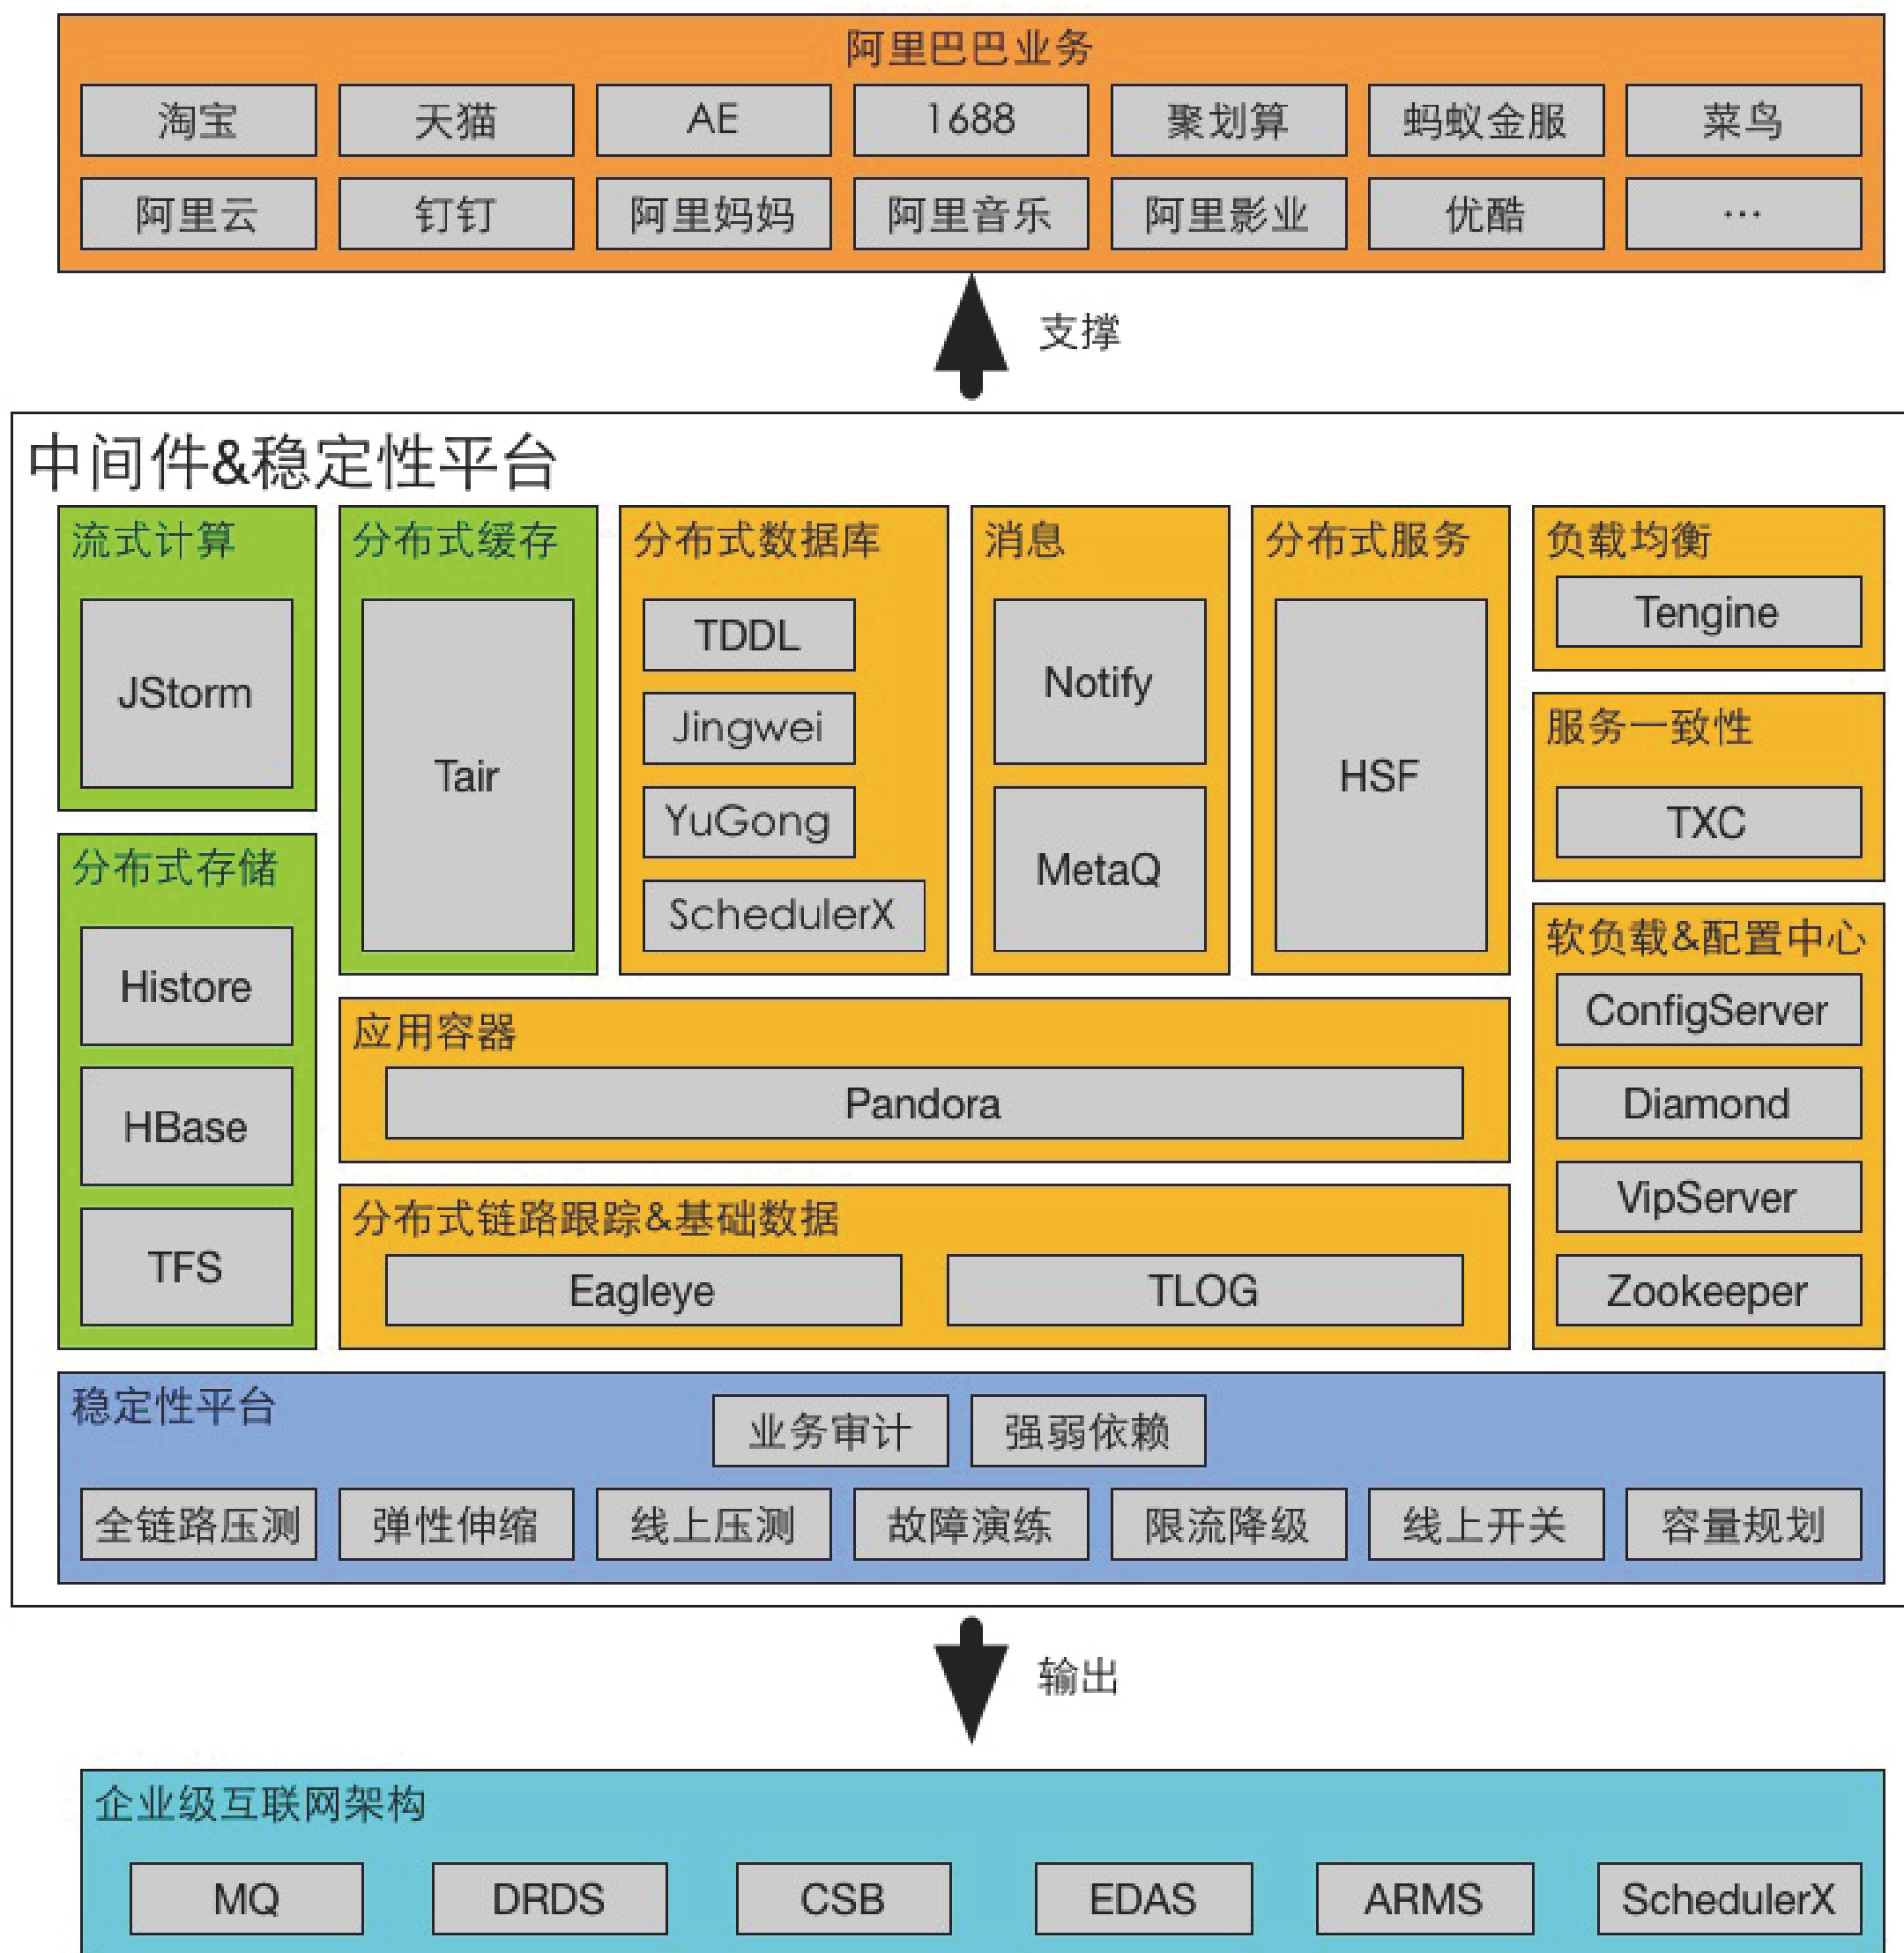 阿里巴巴业务
淘宝 天猫 AE 1688 聚划算 蚂蚁金服 菜鸟
阿里云 钉钉 阿里妈妈 阿里音乐 阿里影业 优酷 …
支撑
中间件&稳定性平台
流式计算
JStorm
分布式存储
Histore
HBase
TFS
分布式缓存
Tair
分布式数据库
TDDL
Jingwei
YuGong
SchedulerX
消息
Notify
MetaQ
分布式服务
HSF
应用容器
Pandora
分布式链路跟踪&基础数据
Eagleye TLOG
负载均衡
Tengine
服务一致性
TXC
软负载&配置中心
ConfigServer
Diamond
VipServer
Zookeeper
稳定性平台
业务审计 强弱依赖
全链路压测 弹性伸缩 线上压测 故障演练 限流降级 线上开关 容量规划
输出
企业级互联网架构
MQ DRDS CSB EDAS ARMS SchedulerX